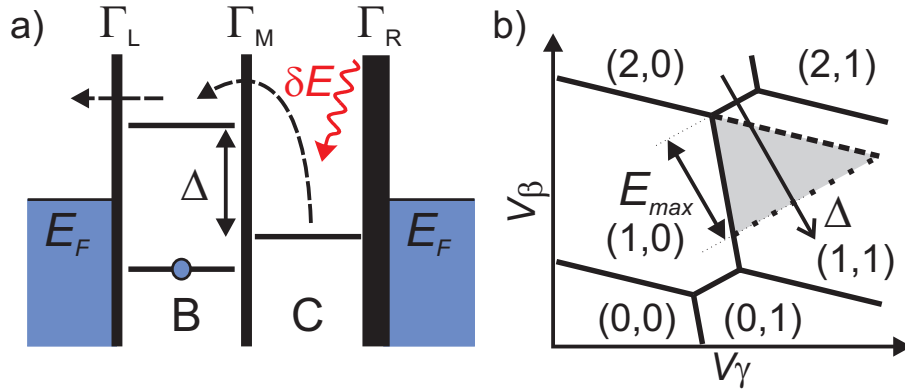 a)
Γ_L Γ_M Γ_R
δE
Δ
E_F E_F
B C
b)
(2,0) (2,1)
V_β
E_max
Δ
(1,0) (1,1)
(0,0) (0,1)
V_γ